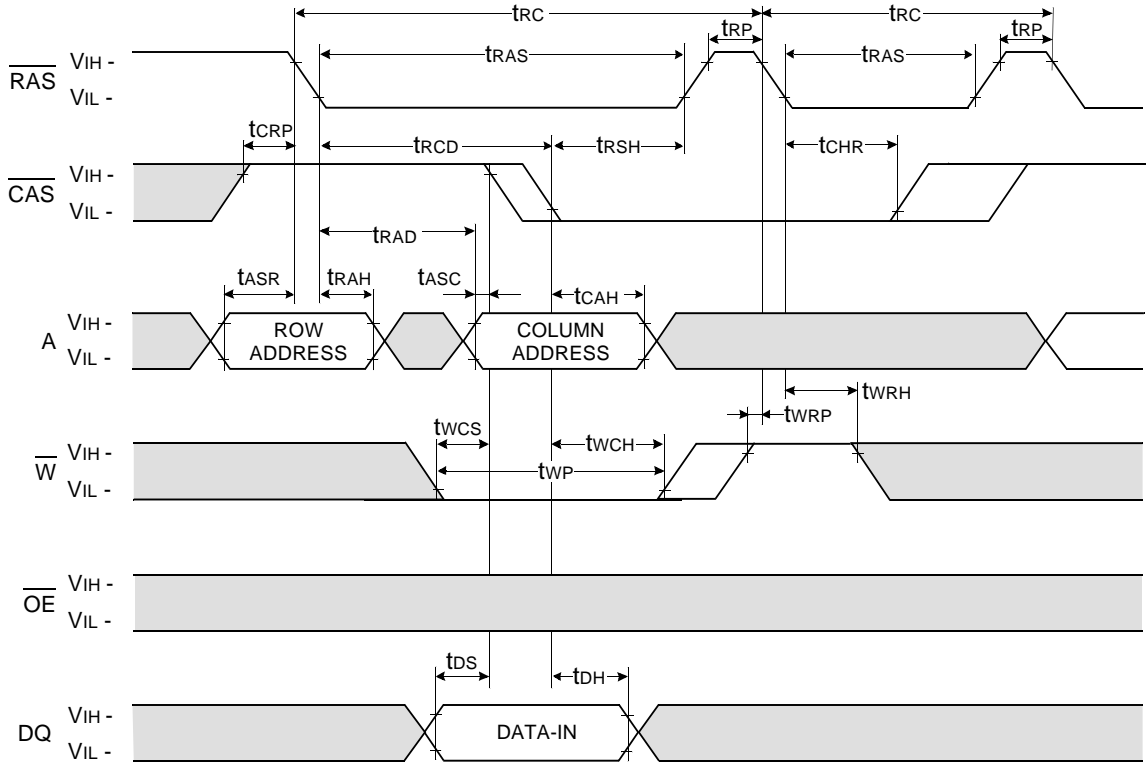 tRC tRC
tRP tRP
RAS VIH - tRAS tRAS
VIL -
tCRP tRCD tRSH tCHR
CAS VIH -
VIL -
tRAD
tASR tRAH tASC tCAH
A VIH - ROW COLUMN
VIL - ADDRESS ADDRESS
tWRH
tWRP
tWCS tWCH
W VIH - tWP
VIL -
OE VIH -
VIL -
tDS tDH
DQ VIH - DATA-IN
VIL -